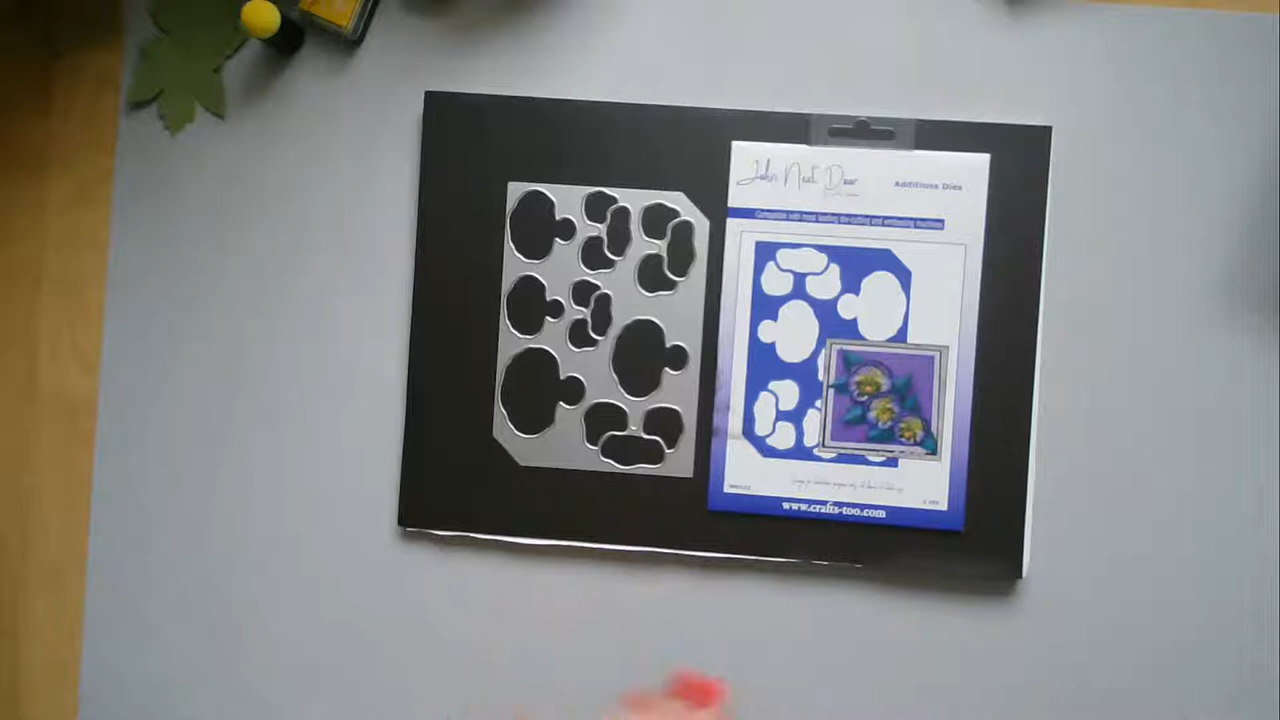 John Next Door
Additions Dies
Compatible with most leading die-cutting and embossing machines
www.crafts-too.com